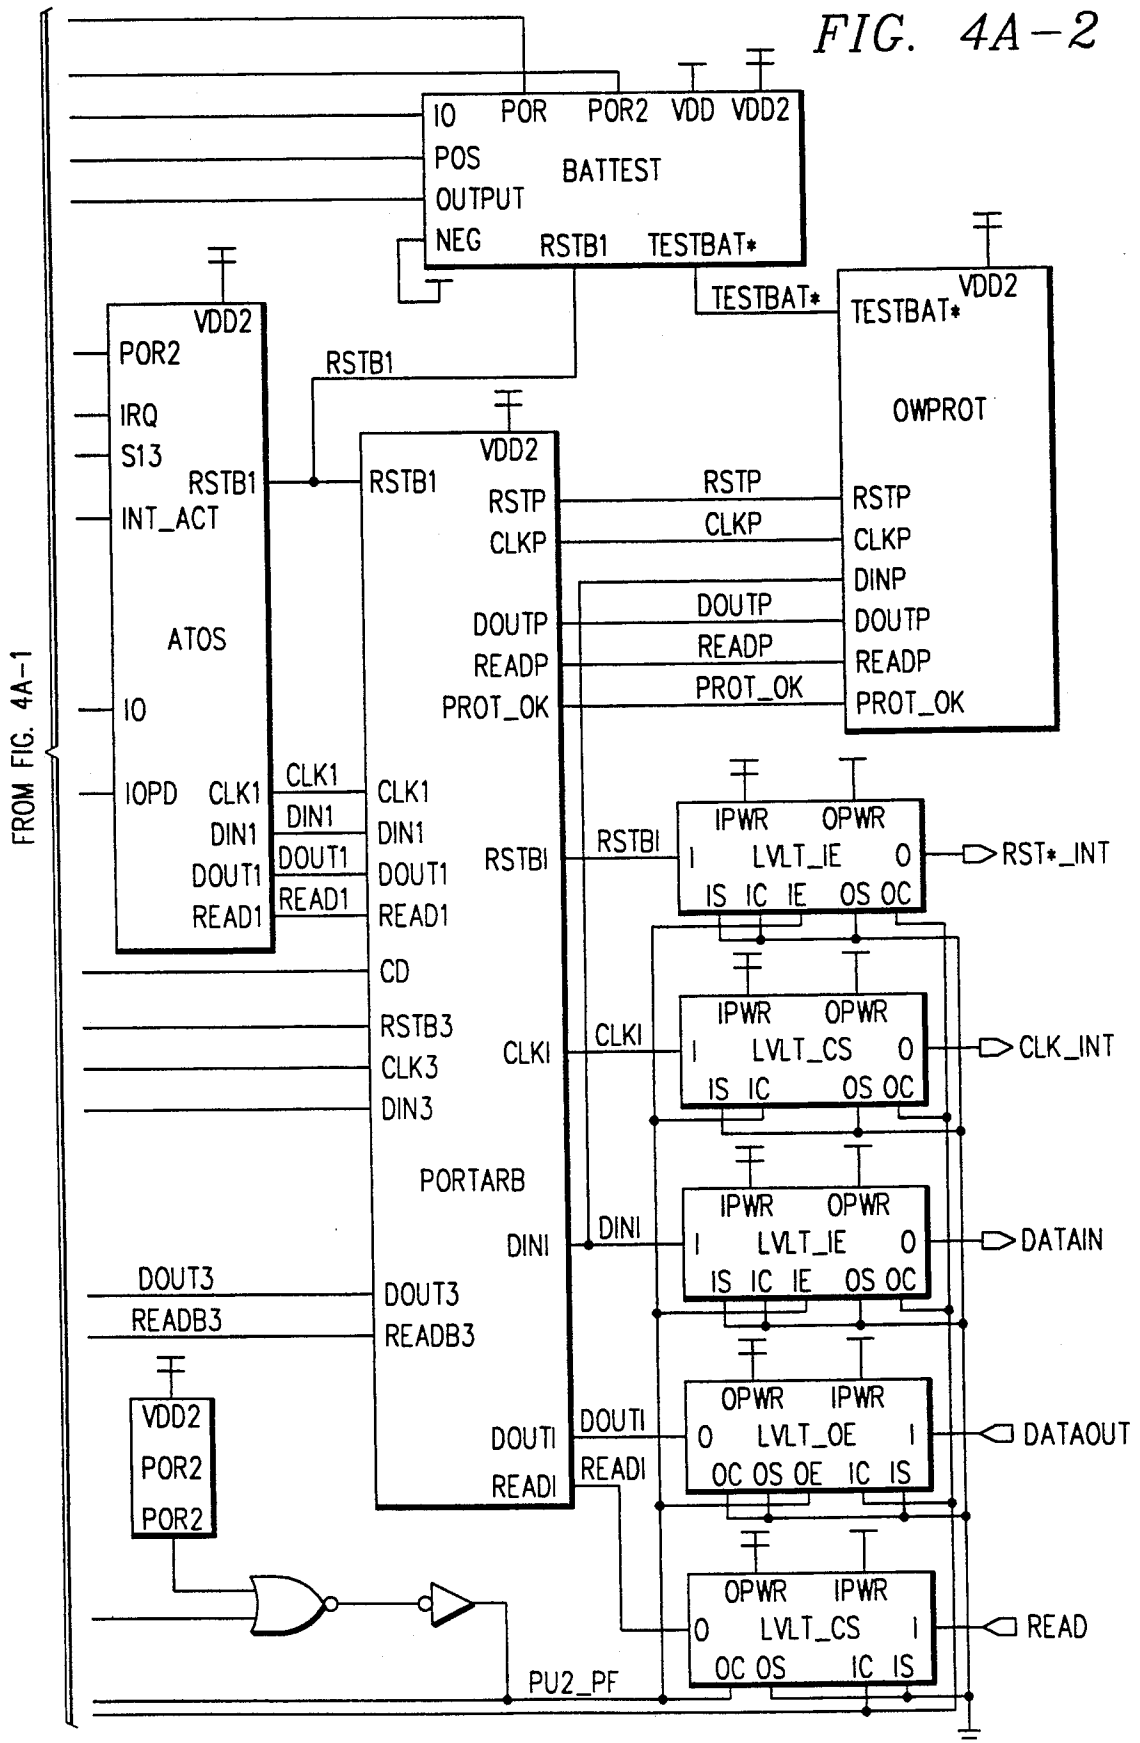 FIG. 4A-2
FROM FIG. 4A-1
IO POR POR2 VDD VDD2
POS
BATTEST
OUTPUT
NEG RSTB1 TESTBAT*
TESTBAT*
VDD2
TESTBAT*
OWPROT
RSTP
CLKP
DINP
DOUTP
READP
PROT_OK
VDD2
POR2
IRQ
S13
RSTB1
INT_ACT
ATOS
IO
IOPD CLK1
DIN1
DOUT1
READ1
RSTB1
CLK1
DIN1
DOUT1
READ1
VDD2
RSTB1
RSTP
CLKP
DOUTP
READP
PROT_OK
CLK1
DIN1
DOUT1
READ1
RSTBI
CD
RSTB3
CLK3
CLKI
DIN3
PORTARB
DINI
DOUT3
READB3
DOUTI
READI
RSTP
CLKP
DOUTP
READP
PROT_OK
DOUT3
READB3
RSTBI
IPWR OPWR
I LVLT_IE O
IS IC IE OS OC
RST*_INT
CLKI
IPWR OPWR
I LVLT_CS O
IS IC OS OC
CLK_INT
DINI
IPWR OPWR
I LVLT_IE O
IS IC IE OS OC
DATAIN
DOUTI
OPWR IPWR
O LVLT_OE I
OC OS OE IC IS
DATAOUT
READI
OPWR IPWR
O LVLT_CS I
OC OS IC IS
READ
VDD2
POR2
POR2
PU2_PF